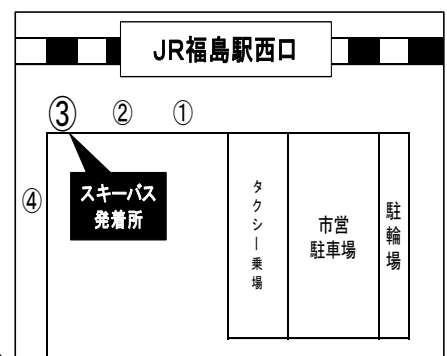 JR福島駅西口
③ ② ①
④
スキーバス
発着所
タクシー乗場
市営
駐車場
駐輪場